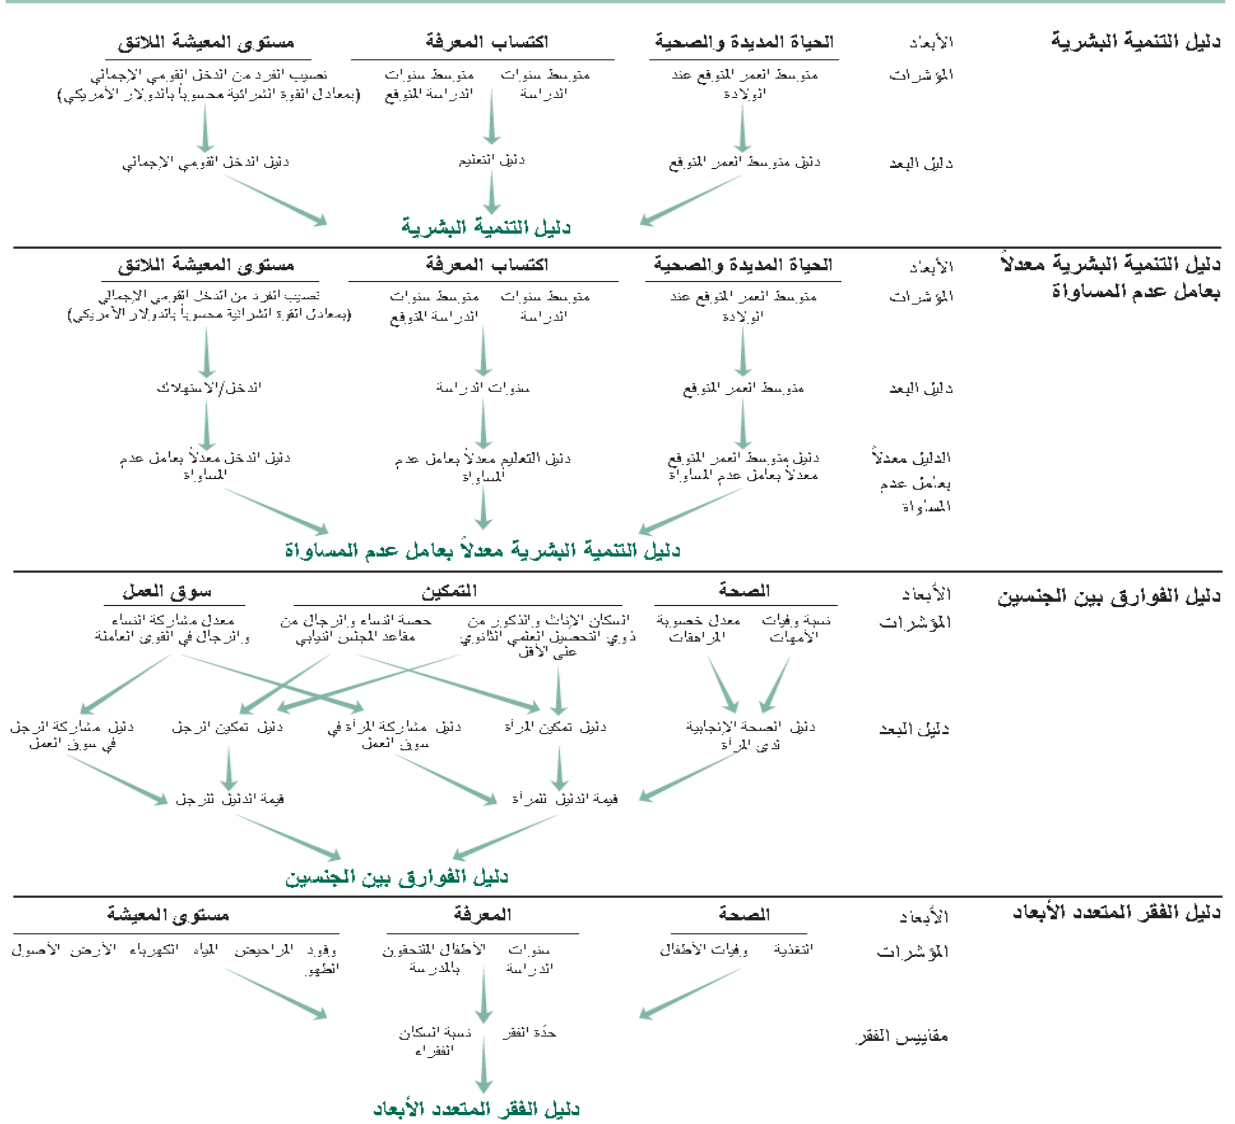 دليل التنمية البشرية
الأبعاد
الحياة المديدة والصحية
اكتساب المعرفة
مستوى المعيشة اللائق
المؤشرات
متوسط العمر المتوقع عند
الولادة
متوسط سنوات
الدراسة
متوسط سنوات
الدراسة المتوقع
نصيب الفرد من الدخل القومي الإجمالي
(بمعادل القوة الشرائية محسوباً بالدولار الأمريكي)
دليل البعد
دليل متوسط العمر المتوقع
دليل التعليم
دليل الدخل القومي الإجمالي
دليل التنمية البشرية
دليل التنمية البشرية معدلاً
بعامل عدم المساواة
الأبعاد
الحياة المديدة والصحية
اكتساب المعرفة
مستوى المعيشة اللائق
المؤشرات
متوسط العمر المتوقع عند
الولادة
متوسط سنوات
الدراسة
متوسط سنوات
الدراسة المتوقع
نصيب الفرد من الدخل القومي الإجمالي
(بمعادل القوة الشرائية محسوباً بالدولار الأمريكي)
دليل البعد
متوسط العمر المتوقع
سنوات الدراسة
الدخل/الاستهلاك
الدليل معدلاً
بعامل عدم
المساواة
دليل متوسط العمر المتوقع
معدلاً بعامل عدم المساواة
دليل التعليم معدلاً بعامل عدم
المساواة
دليل الدخل معدلاً بعامل عدم
المساواة
دليل التنمية البشرية معدلاً بعامل عدم المساواة
دليل الفوارق بين الجنسين
الأبعاد
الصحة
التمكين
سوق العمل
المؤشرات
نسبة وفيات
الأمهات
معدل خصوبة
المراهقات
السكان الإناث والذكور من
ذوي التحصيل العلمي الثانوي
على الأقل
حصة النساء والرجال من
مقاعد المجلس النيابي
معدل مشاركة النساء
والرجال في القوى العاملة
دليل البعد
دليل الصحة الإنجابية
لدى المرأة
دليل تمكين المرأة
دليل مشاركة المرأة في
سوق العمل
دليل تمكين الرجل
دليل مشاركة الرجل
في سوق العمل
قيمة الدليل للمرأة
قيمة الدليل للرجل
دليل الفوارق بين الجنسين
دليل الفقر المتعدد الأبعاد
الأبعاد
الصحة
المعرفة
مستوى المعيشة
المؤشرات
التغذية
وفيات الأطفال
سنوات
الدراسة
الأطفال الملتحقون
بالمدرسة
وقود
الطهو
المراحيض
المياه
الكهرباء
الأرض
الأصول
مقاييس الفقر
حدّة الفقر
نسبة السكان
الفقراء
دليل الفقر المتعدد الأبعاد